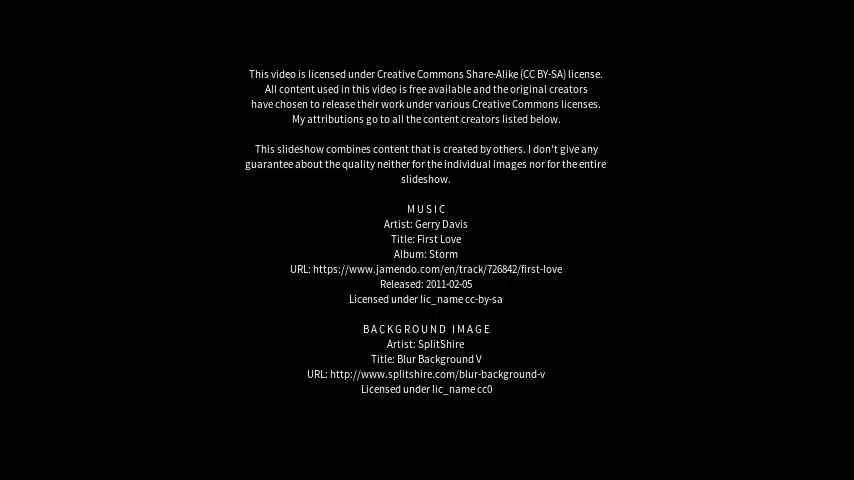 This video is licensed under Creative Commons Share-Alike (CC BY-SA) license.
All content used in this video is free available and the original creators
have chosen to release their work under various Creative Commons licenses.
My attributions go to all the content creators listed below.
This slideshow combines content that is created by others. I don't give any
guarantee about the quality neither for the individual images nor for the entire
slideshow.
MUSIC
Artist: Gerry Davis
Title: First Love
Album: Storm
URL: https://www.jamendo.com/en/track/726842/first-love
Released: 2011-02-05
Licensed under lic_name cc-by-sa
BACKGROUND IMAGE
Artist: SplitShire
Title: Blur Background V
URL: http://www.splitshire.com/blur-background-v
Licensed under lic_name cc0